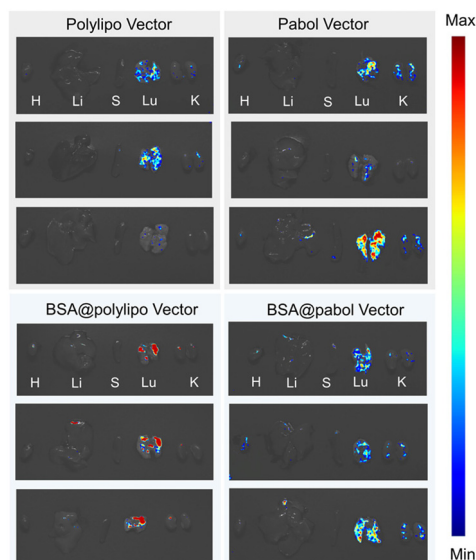 Polylipo Vector
H Li S Lu K
Pabol Vector
H Li S Lu K
BSA@polylipo Vector
H Li S Lu K
BSA@pabol Vector
H Li S Lu K
Max
Min